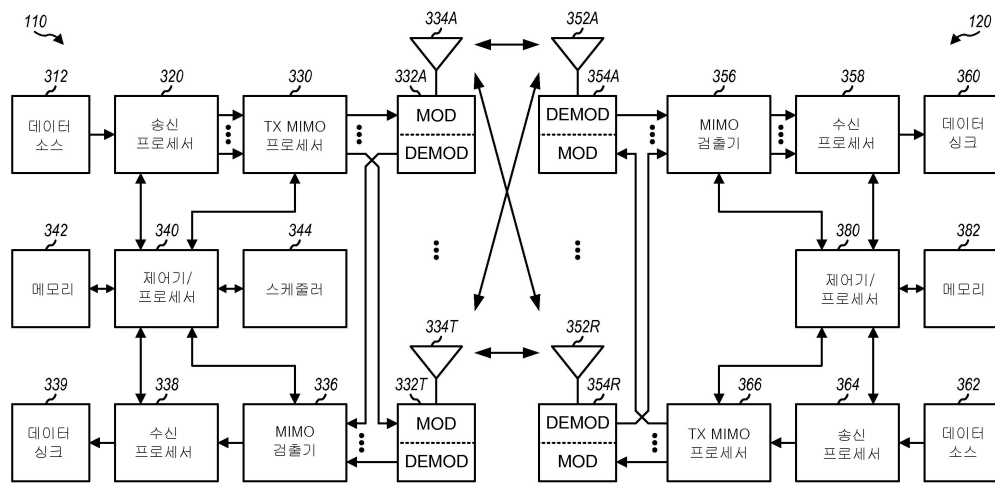 110
334A
352A
120
312
320
330
332A
354A
356
358
360
데이터
소스
송신
프로세서
TX MIMO
프로세서
MOD
DEMOD
DEMOD
MOD
MIMO
검출기
수신
프로세서
데이터
싱크
342
340
344
380
382
메모리
제어기/
프로세서
스케줄러
제어기/
프로세서
메모리
334T
352R
339
338
336
332T
354R
366
364
362
데이터
싱크
수신
프로세서
MIMO
검출기
MOD
DEMOD
DEMOD
MOD
TX MIMO
프로세서
송신
프로세서
데이터
소스